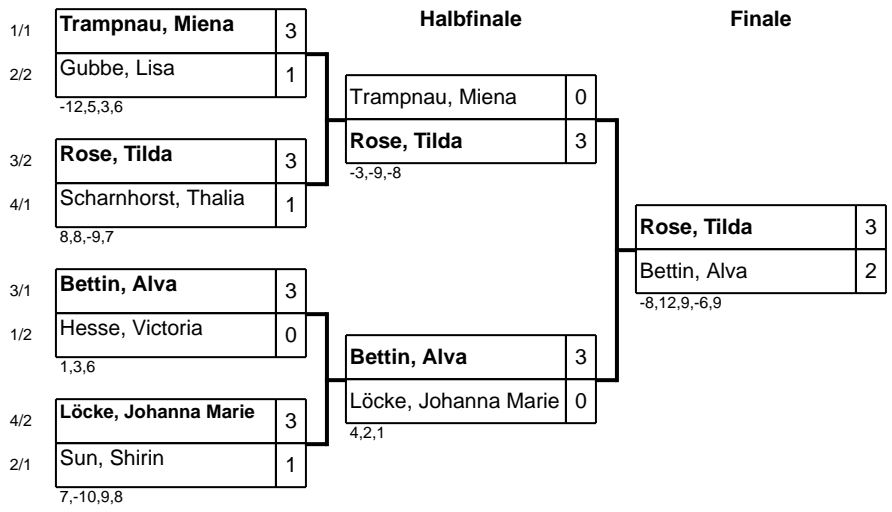 Halbfinale
Finale
1/1 Trampnau, Miena 3
2/2 Gubbe, Lisa 1
-12,5,3,6
3/2 Rose, Tilda 3
4/1 Scharnhorst, Thalia 1
8,8,-9,7
3/1 Bettin, Alva 3
1/2 Hesse, Victoria 0
1,3,6
4/2 Löcke, Johanna Marie 3
2/1 Sun, Shirin 1
7,-10,9,8
Trampnau, Miena 0
Rose, Tilda 3
-3,-9,-8
Bettin, Alva 3
Löcke, Johanna Marie 0
4,2,1
Rose, Tilda 3
Bettin, Alva 2
-8,12,9,-6,9